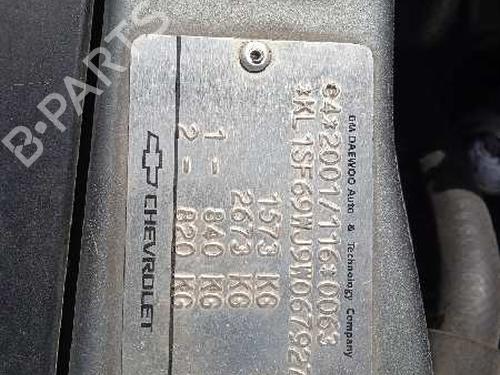 GM DAEWOO Auto & Technology Company
e4*2001/116*0063
*KL1SF69WJ9W067927
1573 KG
2673 KG
1- 840 KG
2- 820 KG
CHEVROLET
B-PARTS